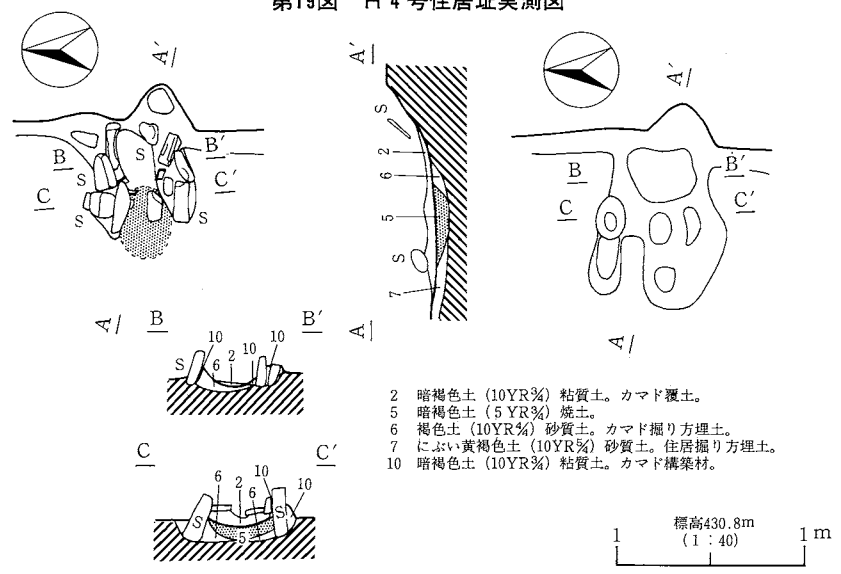 第19図 H4号住居址実測図
A′ A′ A′
S
B B′ S 2 B B′
C S C′ 6 C C′
S S 5
S
7
A B B′ A A
10 10
S 6 2 10
C C′
10
6 2 6 10
S S
5
2 暗褐色土(10YR¾)粘質土。カマド覆土。
5 暗褐色土(5YR¾)焼土。
6 褐色土(10YR4/4)砂質土。カマド掘り方埋土。
7 にぶい黄褐色土(10YR5/4)砂質土。住居掘り方埋土。
10 暗褐色土(10YR¾)粘質土。カマド構築材。
標高430.8m
(1:40)
1 1m